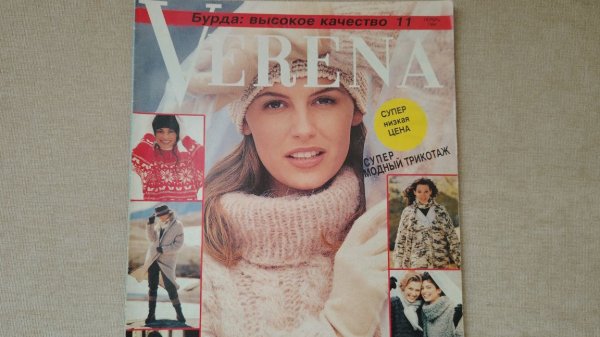 Бурда: высокое качество 11
VERENA
СУПЕР
низкая
ЦЕНА
СУПЕР
МОДНЫЙ ТРИКОТАЖ